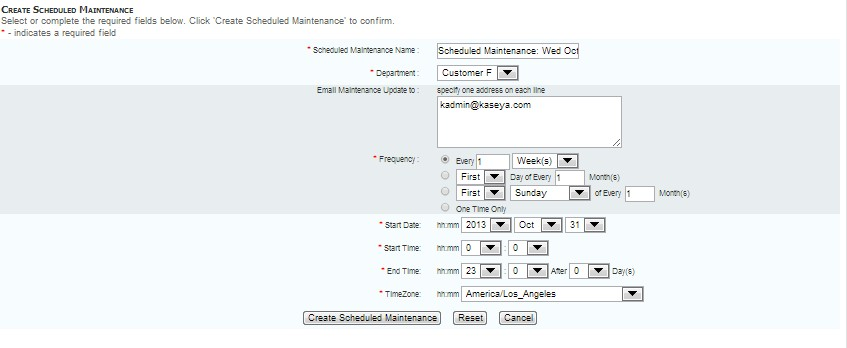 CREATE SCHEDULED MAINTENANCE
Select or complete the required fields below. Click 'Create Scheduled Maintenance' to confirm.
* - indicates a required field
* Scheduled Maintenance Name : Scheduled Maintenance: Wed Oct
* Department : Customer F
Email Maintenance Update to : specify one address on each line
kadmin@kaseya.com
* Frequency : Every 1 Week(s)
First Day of Every 1 Month(s)
First Sunday of Every 1 Month(s)
One Time Only
* Start Date: hh:mm 2013 Oct 31
* Start Time: hh:mm 0 : 0
* End Time: hh:mm 23 : 0 After 0 Day(s)
* TimeZone: hh:mm America/Los_Angeles
Create Scheduled Maintenance Reset Cancel